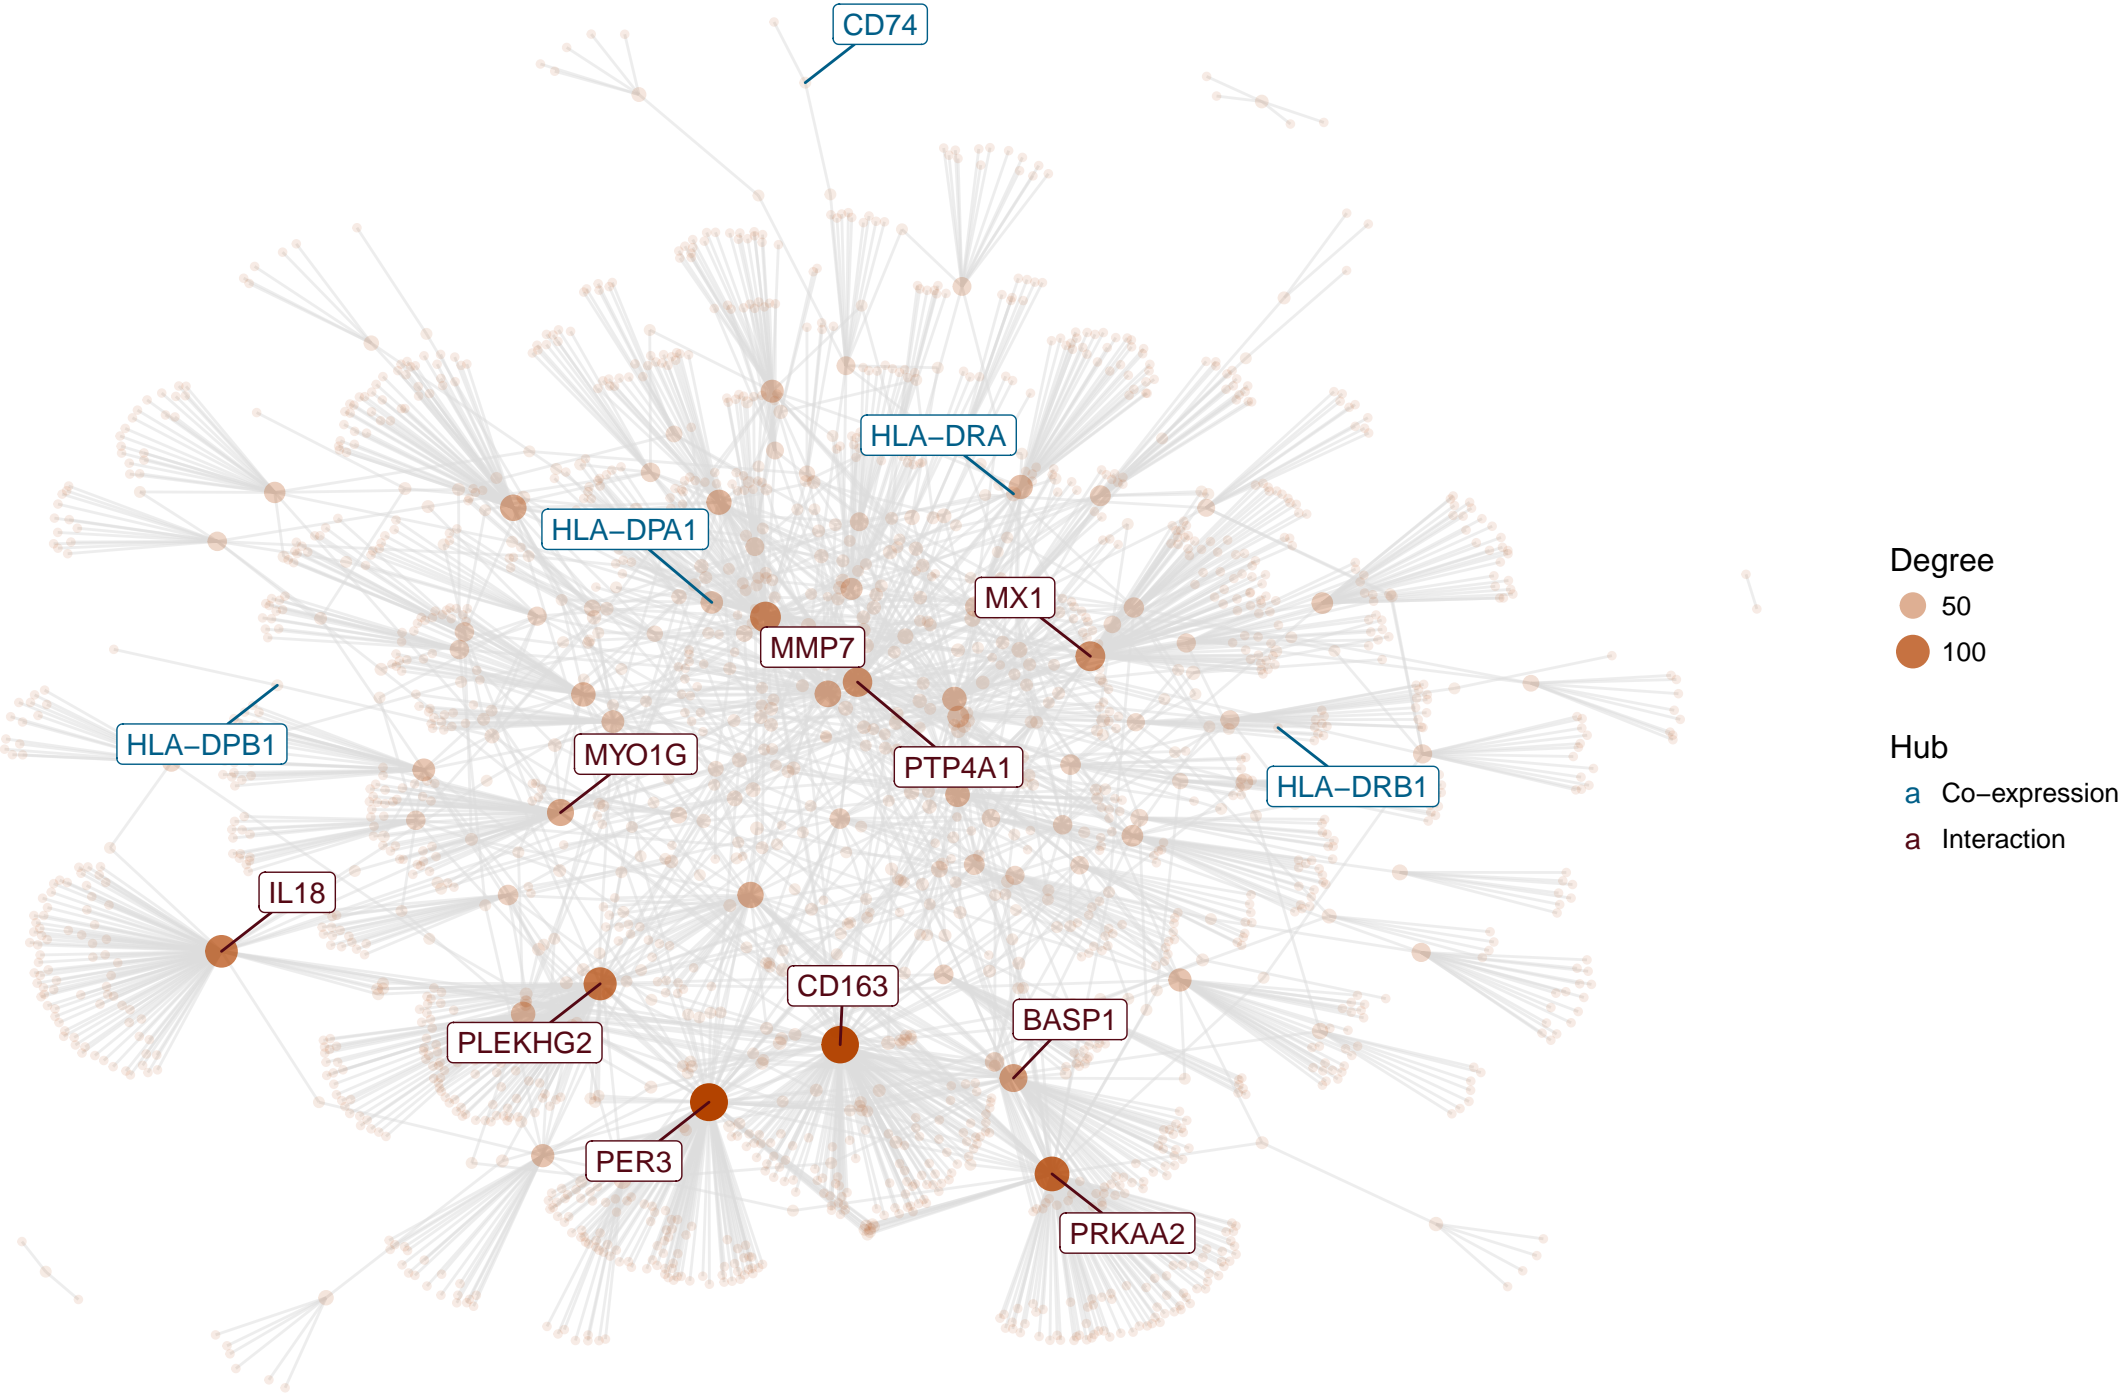 CD74
HLA−DRA
HLA−DPA1
MX1
MMP7
HLA−DPB1
MYO1G
PTP4A1
HLA−DRB1
IL18
CD163
BASP1
PLEKHG2
PER3
PRKAA2
Degree
50
100
Hub
a Co−expression
a Interaction